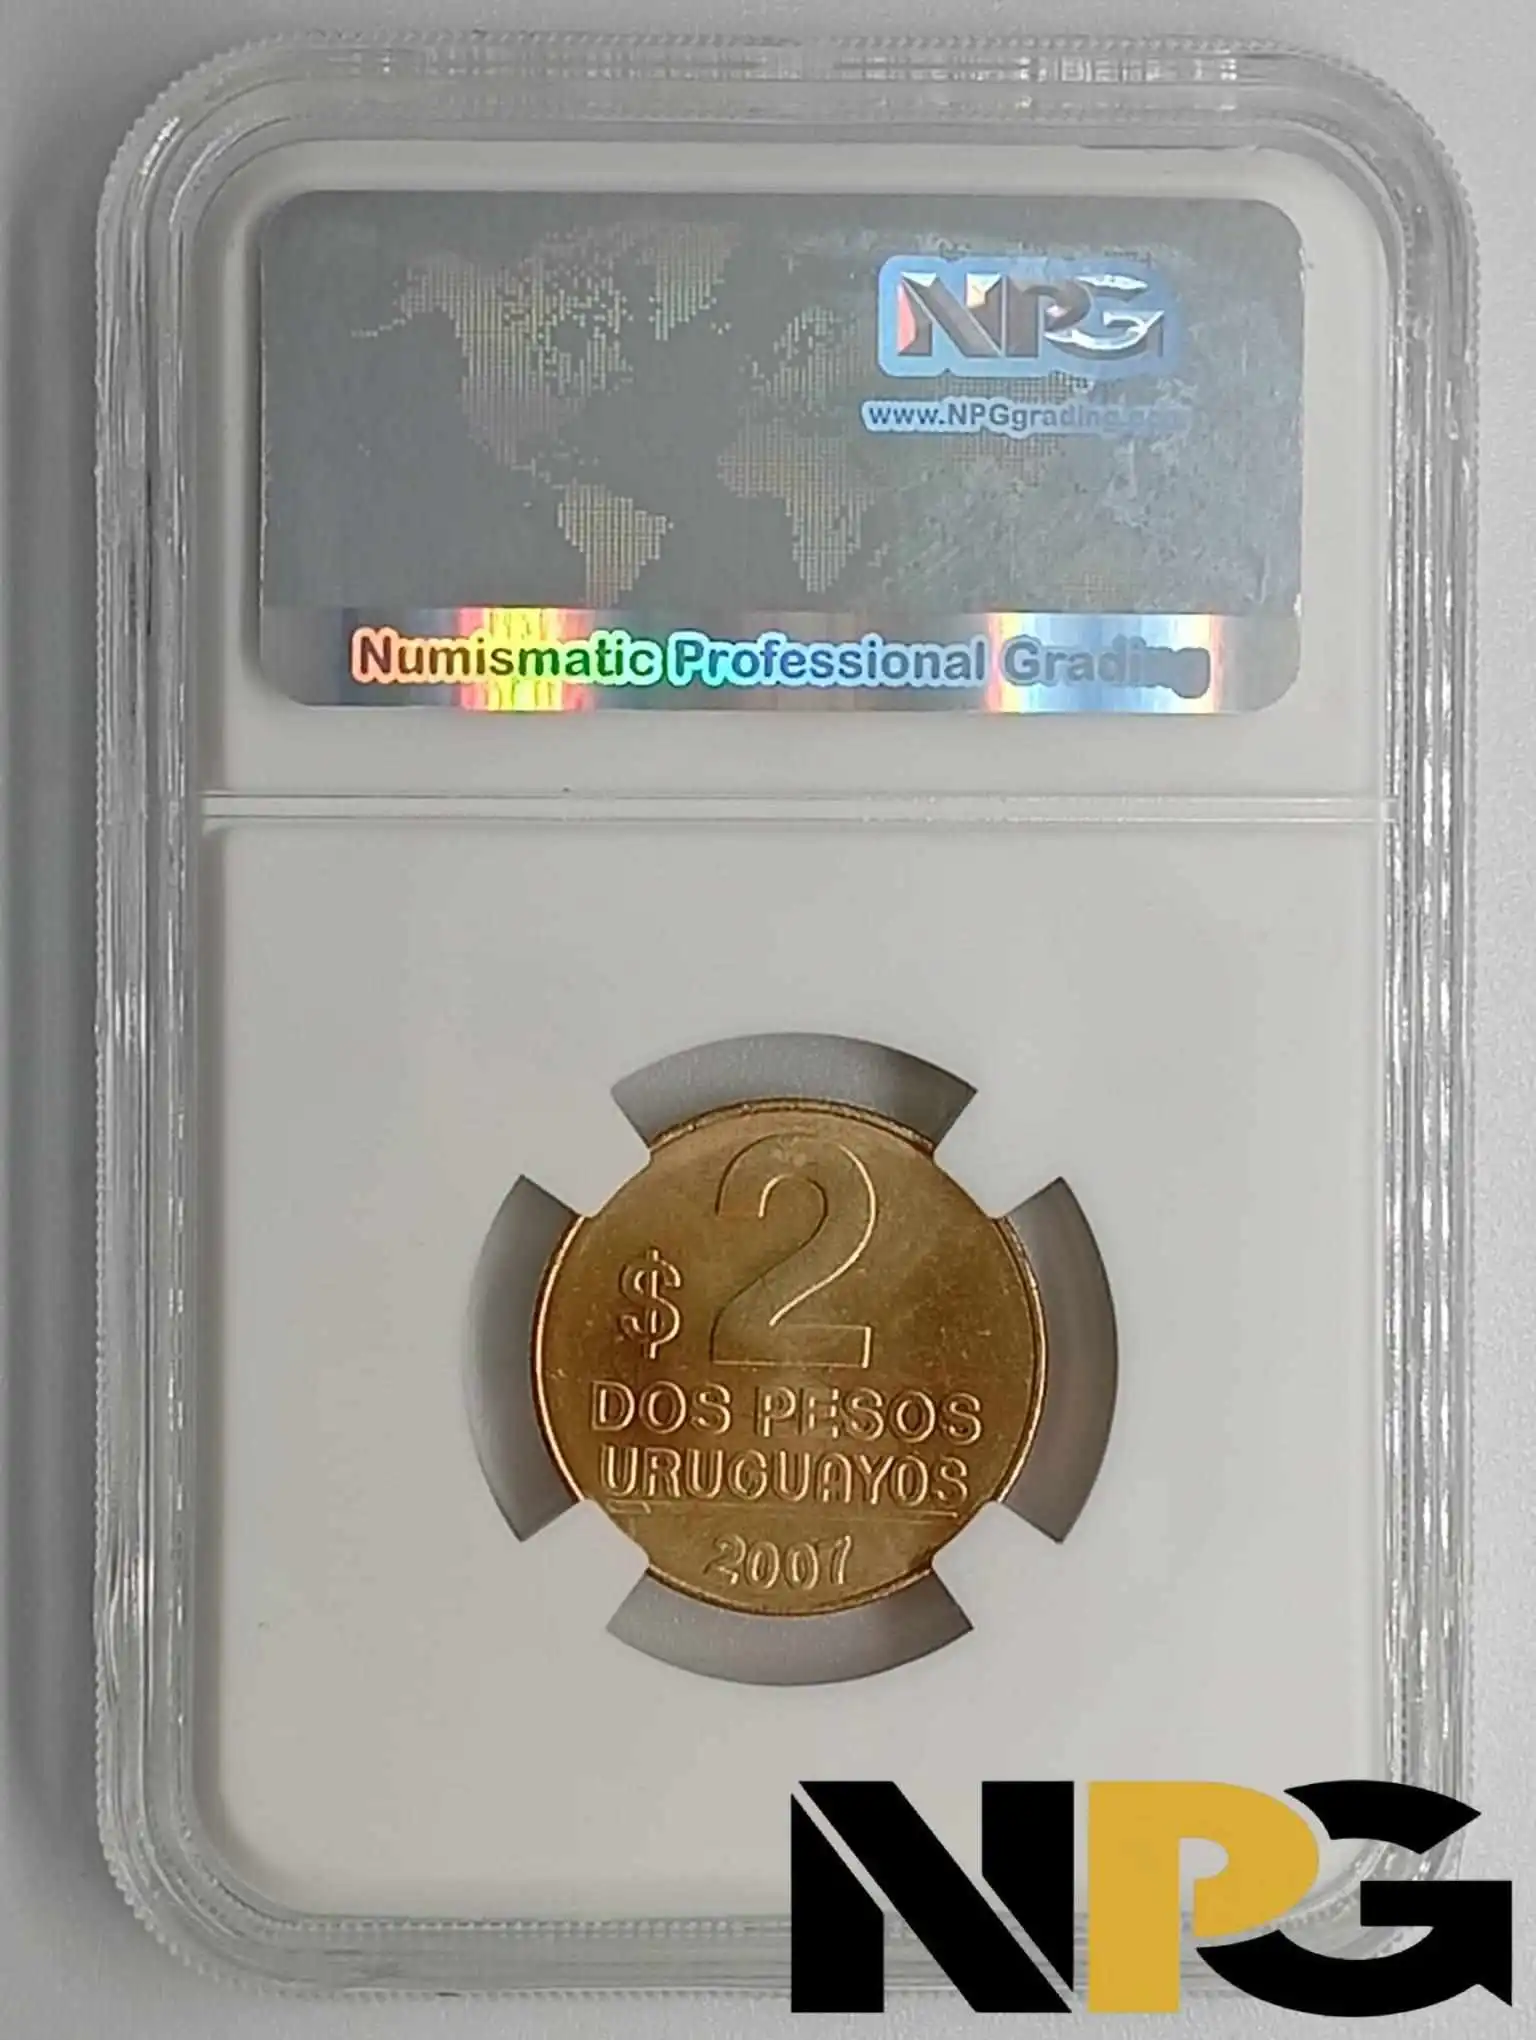 NPG
www.NPGgrading.com
Numismatic Professional Grading
2
$
DOS PESOS
URUGUAYOS
2007
NPG